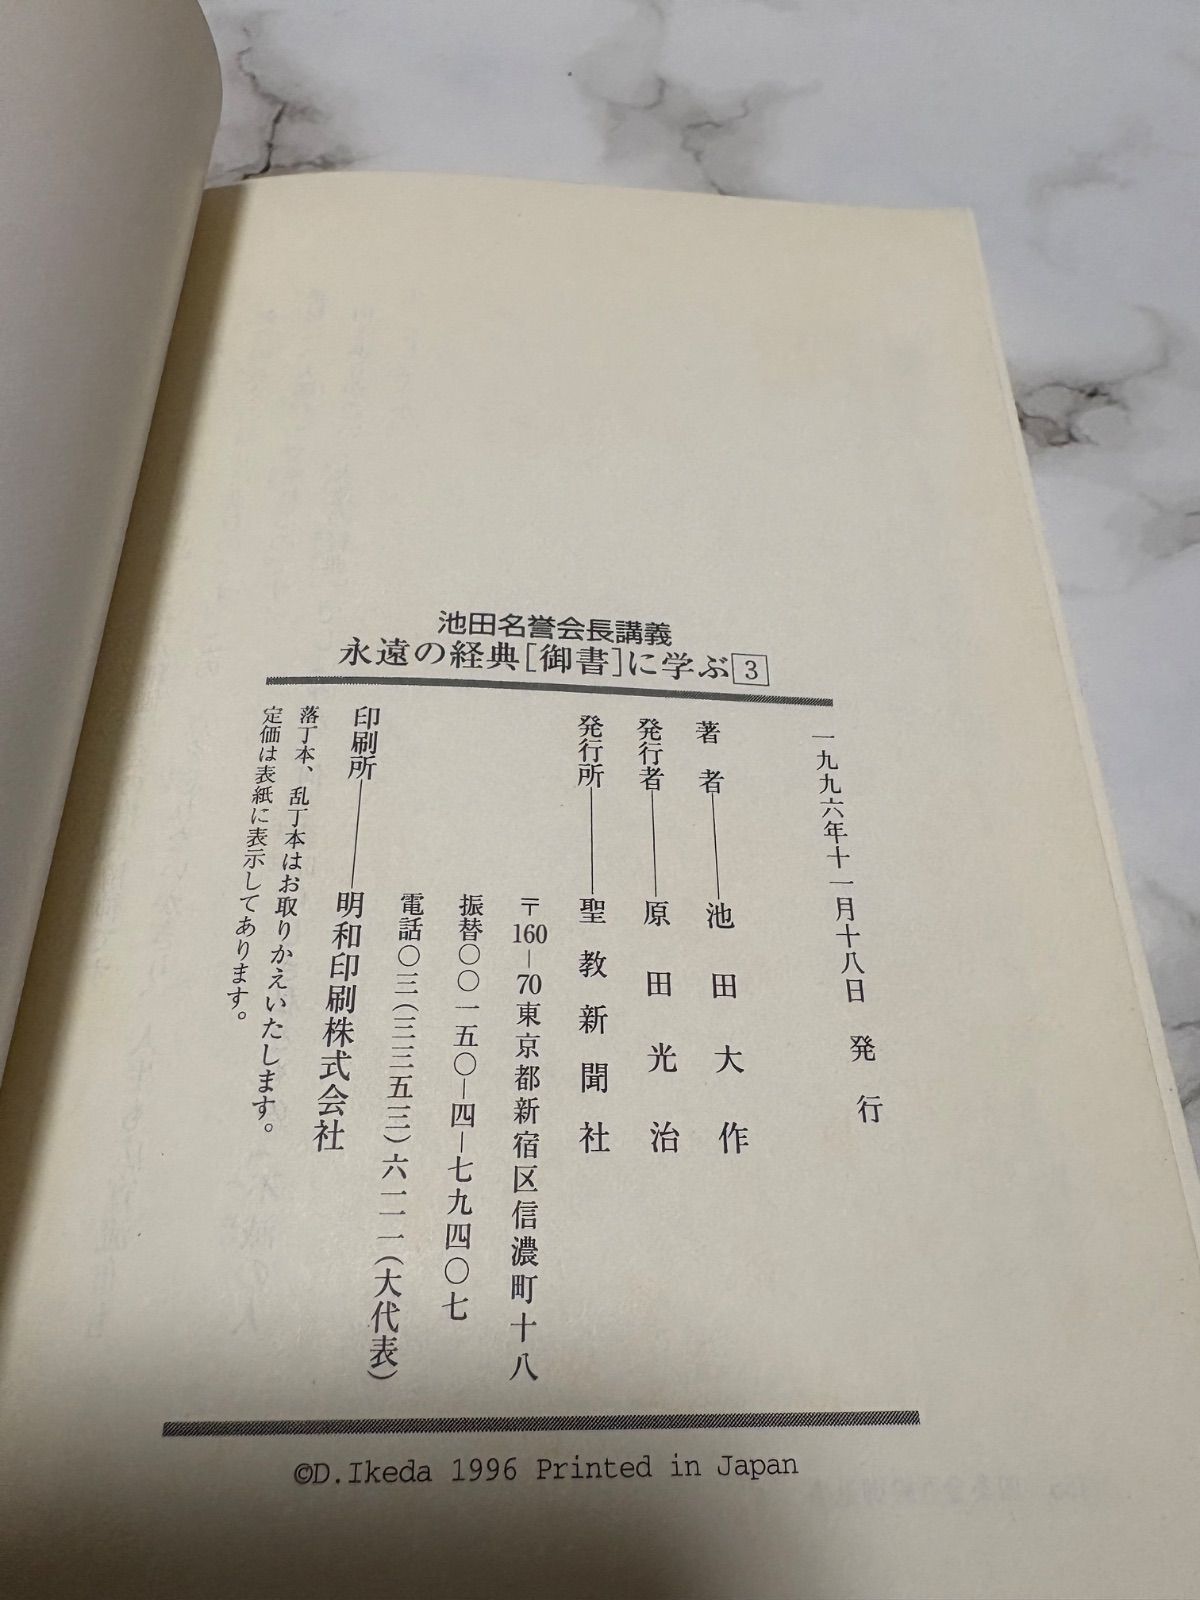 池田名誉会長講義
永遠の経典[御書]に学ぶ3
一九九六年十一月十八日 発行
著者――池田大作
発行者――原田光治
発行所――聖教新聞社
〒160-70東京都新宿区信濃町十八
振替〇〇一五〇-四-七九四〇七
電話〇三(三三五三)六一一一(大代表)
印刷所――明和印刷株式会社
落丁本、乱丁本はお取りかえいたします。
定価は表紙に表示してあります。
©D.Ikeda 1996 Printed in Japan